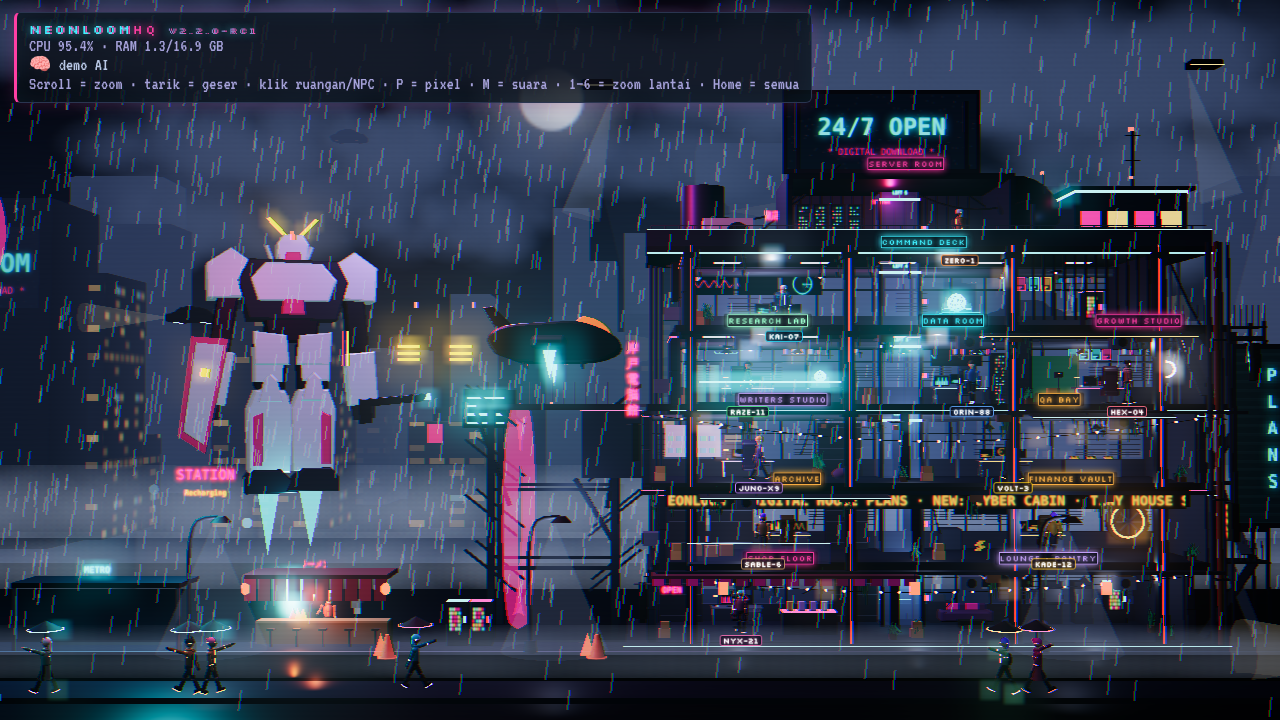 NEONLOOMHQ v2.2.0-RC1
CPU 95.4% · RAM 1.3/16.9 GB
demo AI
Scroll = zoom · tarik = geser · klik ruangan/NPC · P = pixel · M = suara · 1-6 = zoom lantai · Home = semua
24/7 OPEN
* DIGITAL DOWNLOAD *
SERVER ROOM
COMMAND DECK
ZERO-1
OM
AD *
RESEARCH LAB
DATA ROOM
GROWTH STUDIO
KAI-07
WRITERS STUDIO
QA BAY
RAZE-11
ORIN-88
HEX-04
PLANS
STATION
Recharging
ARCHIVE
FINANCE VAULT
JUNO-X9
VOLT-3
DIGITAL HOUSE PLANS · NEW: CYBER CABIN · TINY HOUSE S
FLOOR
LOUNGE
SABLE-6
KADE-12
METRO
OPEN
NYX-21